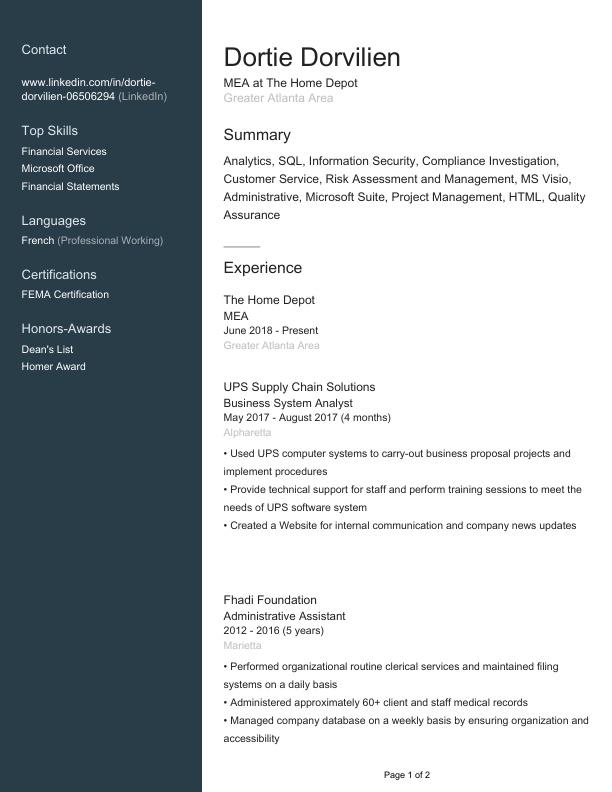 Contact
www.linkedin.com/in/dortie-
dorvilien-06506294 (LinkedIn)
Top Skills
Financial Services
Microsoft Office
Financial Statements
Languages
French (Professional Working)
Certifications
FEMA Certification
Honors-Awards
Dean's List
Homer Award
Dortie Dorvilien
MEA at The Home Depot
Greater Atlanta Area
Summary
Analytics, SQL, Information Security, Compliance Investigation,
Customer Service, Risk Assessment and Management, MS Visio,
Administrative, Microsoft Suite, Project Management, HTML, Quality
Assurance
Experience
The Home Depot
MEA
June 2018 - Present
Greater Atlanta Area
UPS Supply Chain Solutions
Business System Analyst
May 2017 - August 2017 (4 months)
Alpharetta
• Used UPS computer systems to carry-out business proposal projects and
implement procedures
• Provide technical support for staff and perform training sessions to meet the
needs of UPS software system
• Created a Website for internal communication and company news updates
Fhadi Foundation
Administrative Assistant
2012 - 2016 (5 years)
Marietta
• Performed organizational routine clerical services and maintained filing
systems on a daily basis
• Administered approximately 60+ client and staff medical records
• Managed company database on a weekly basis by ensuring organization and
accessibility
Page 1 of 2